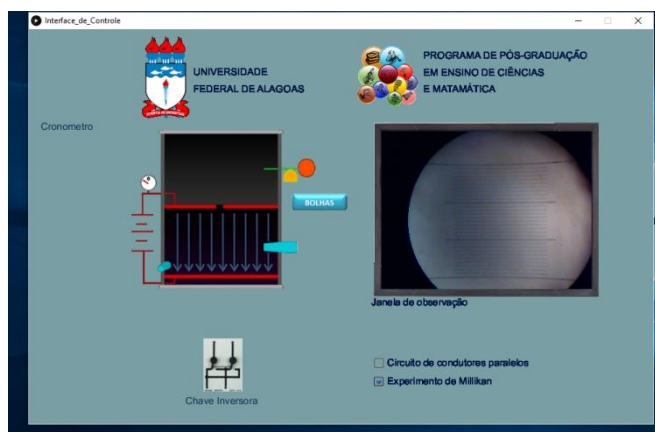 Interface_de_Controle
UNIVERSIDADE
FEDERAL DE ALAGOAS
PROGRAMA DE PÓS-GRADUAÇÃO
EM ENSINO DE CIÊNCIAS
E MATAMÁTICA
Cronometro
BOLHAS
Janela de observação
Chave Inversora
Circuito de condutores paralelos
Experimento de Millikan